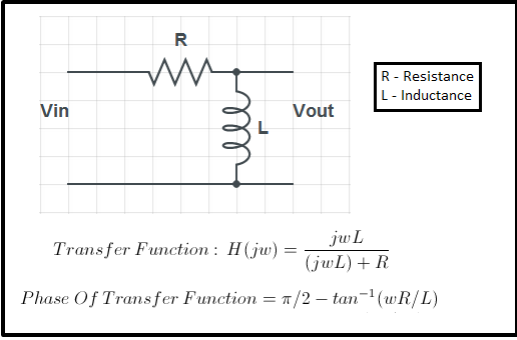 R
R - Resistance
L - Inductance
Vin
L
Vout
Transfer Function : H(jw) = jwL / (jwL) + R
Phase Of Transfer Function = π/2 − tan⁻¹(wR/L)